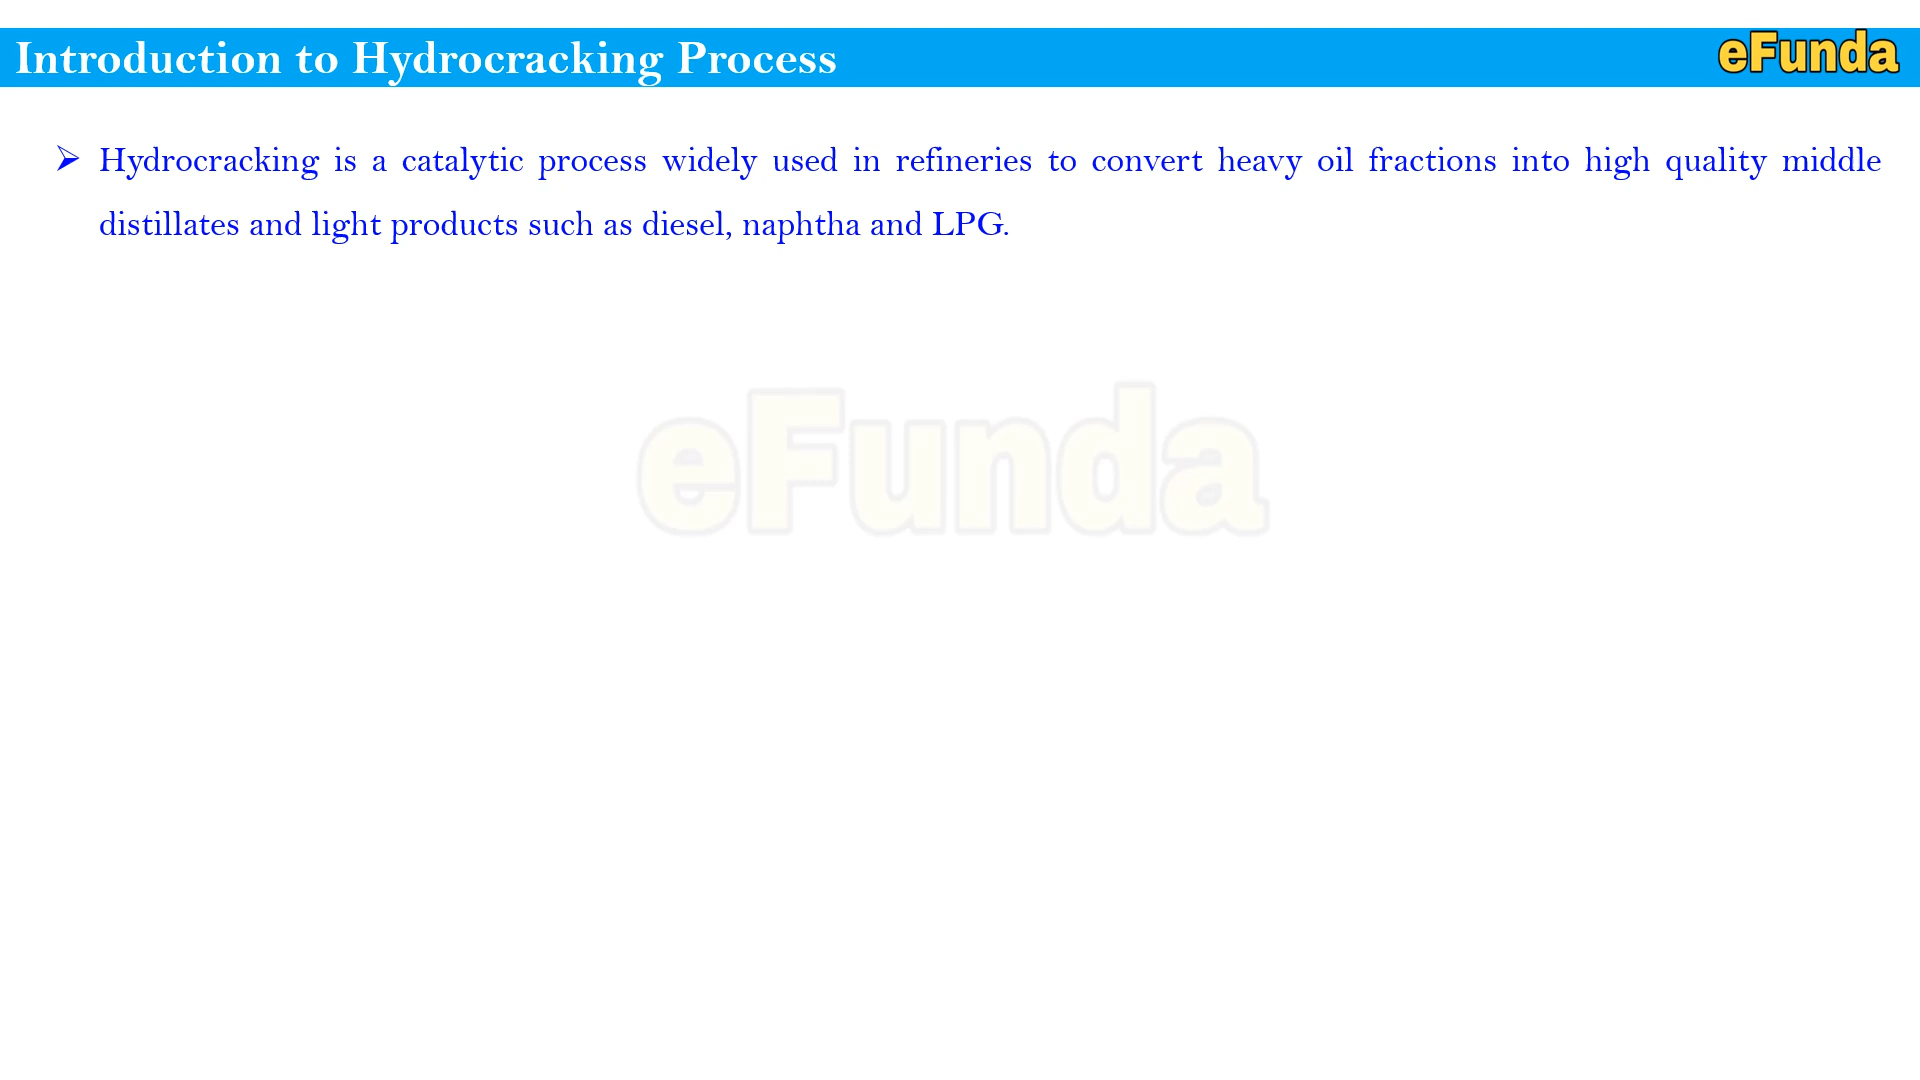 Introduction to Hydrocracking Process
eFunda
➢ Hydrocracking is a catalytic process widely used in refineries to convert heavy oil fractions into high quality middle
distillates and light products such as diesel, naphtha and LPG.
eFunda